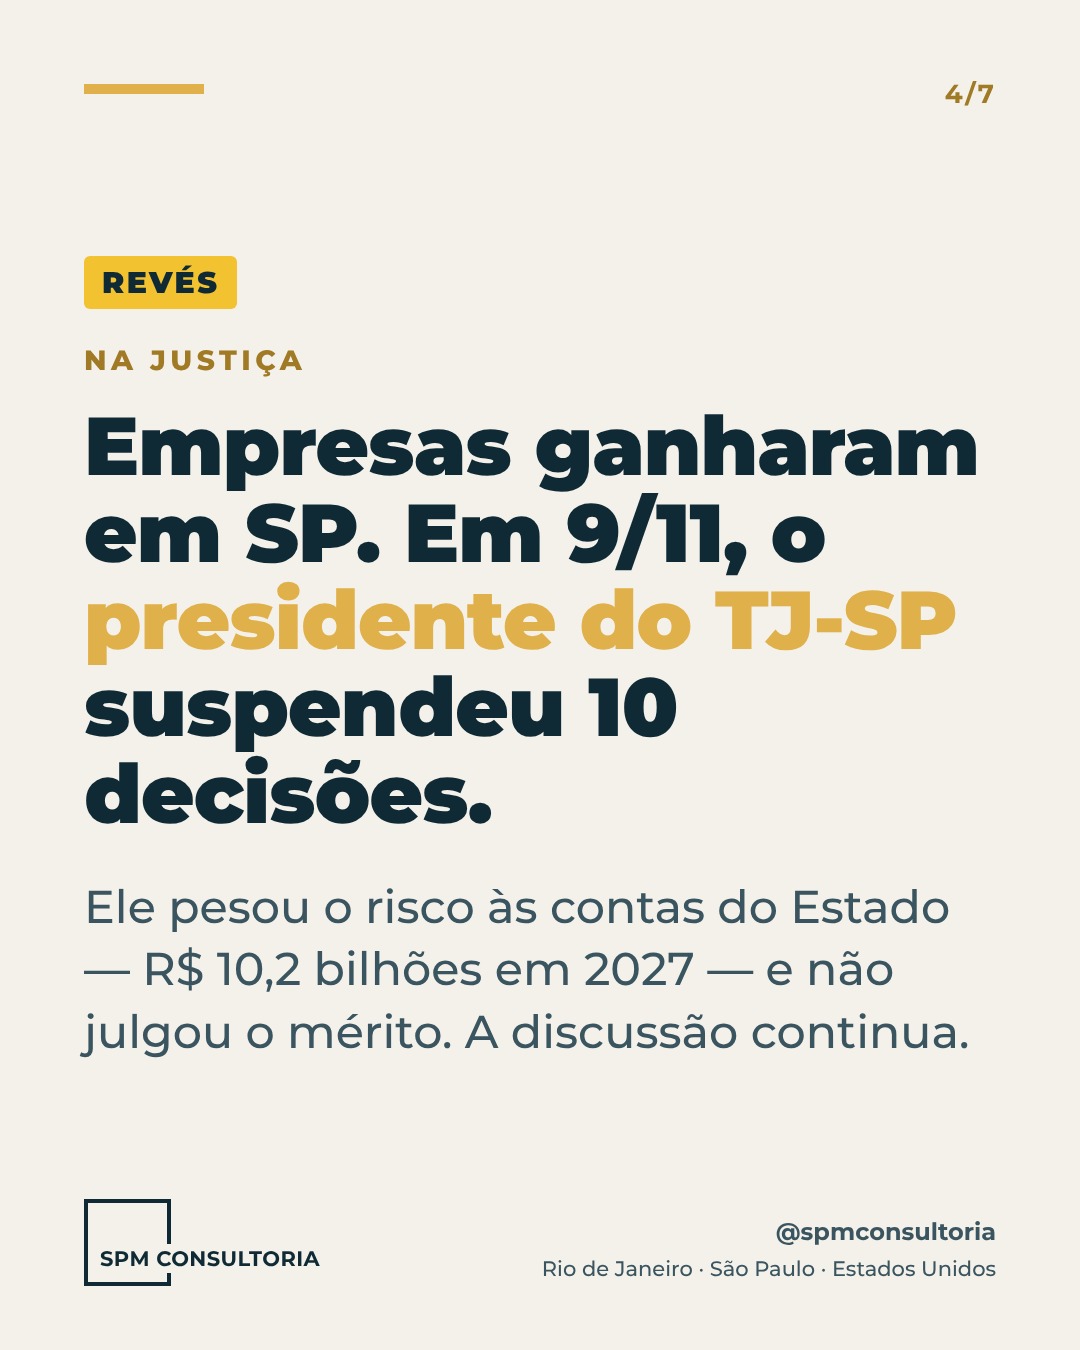 4/7
REVÉS
NA JUSTIÇA
Empresas ganharam
em SP. Em 9/11, o
presidente do TJ-SP
suspendeu 10
decisões.
Ele pesou o risco às contas do Estado
— R$ 10,2 bilhões em 2027 — e não
julgou o mérito. A discussão continua.
SPM CONSULTORIA
@spmconsultoria
Rio de Janeiro · São Paulo · Estados Unidos